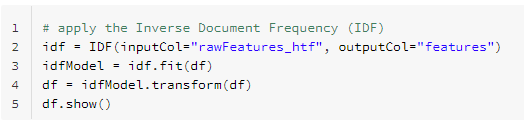 1 # apply the Inverse Document Frequency (IDF)
2 idf = IDF(inputCol="rawFeatures_htf", outputCol="features")
3 idfModel = idf.fit(df)
4 df = idfModel.transform(df)
5 df.show()